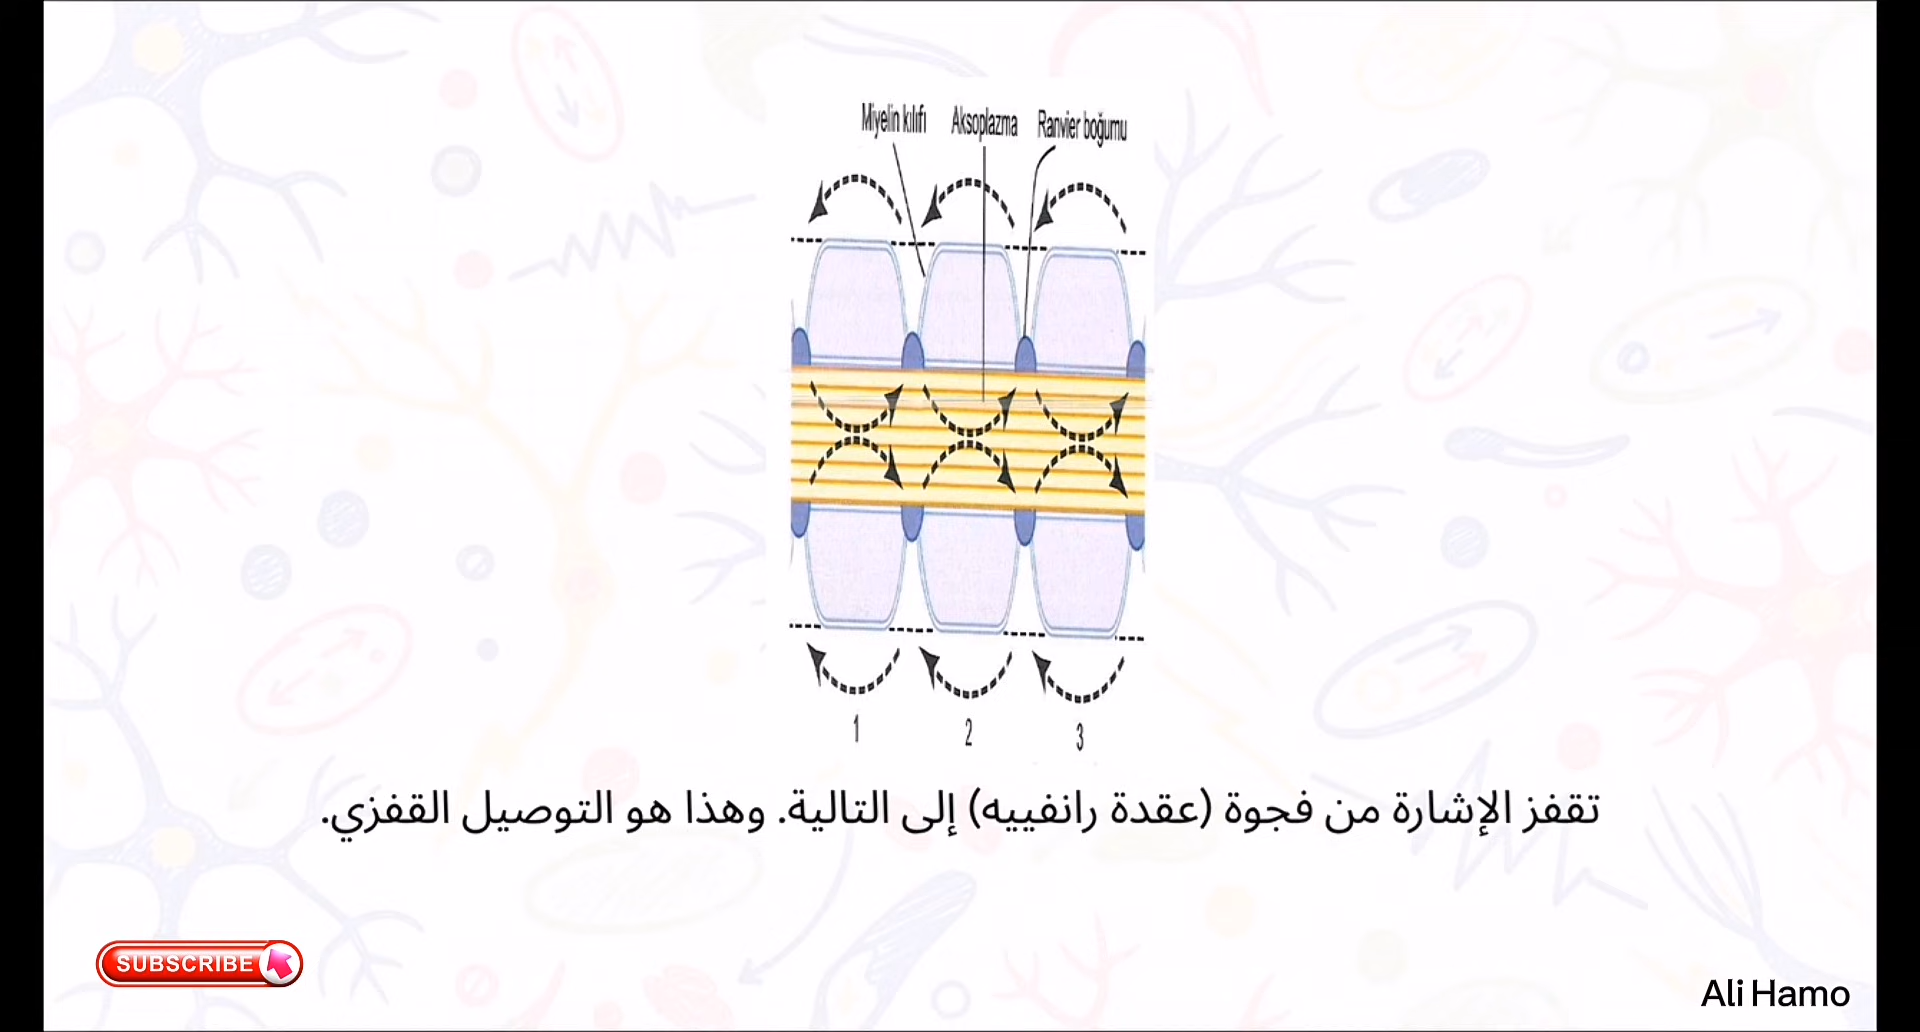 Miyelin kılıfı Aksoplazma Ranvier boğumu
1 2 3
تقفز الإشارة من فجوة (عقدة رانفييه) إلى التالية. وهذا هو التوصيل القفزي.
SUBSCRIBE
Ali Hamo